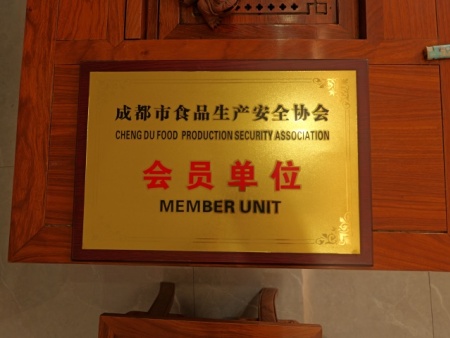 成都市食品生产安全协会
CHENG DU FOOD PRODUCTION SECURITY ASSOCIATION
会员单位
MEMBER UNIT